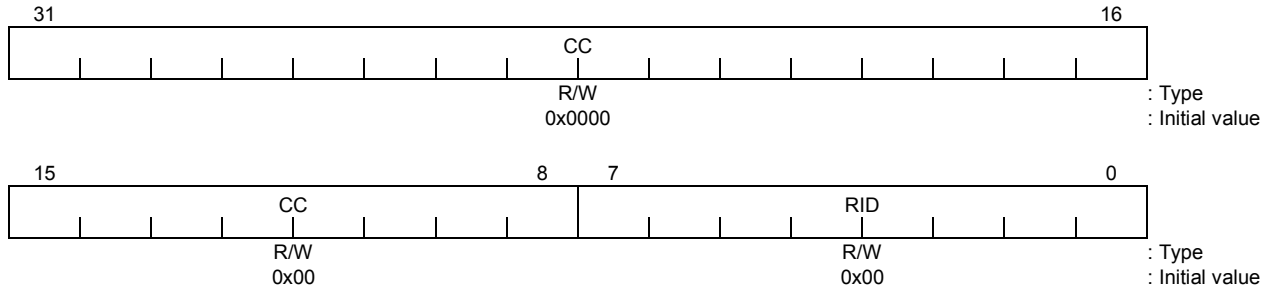 31 16
CC
R/W : Type
0x0000 : Initial value
15 8 7 0
CC RID
R/W R/W : Type
0x00 0x00 : Initial value